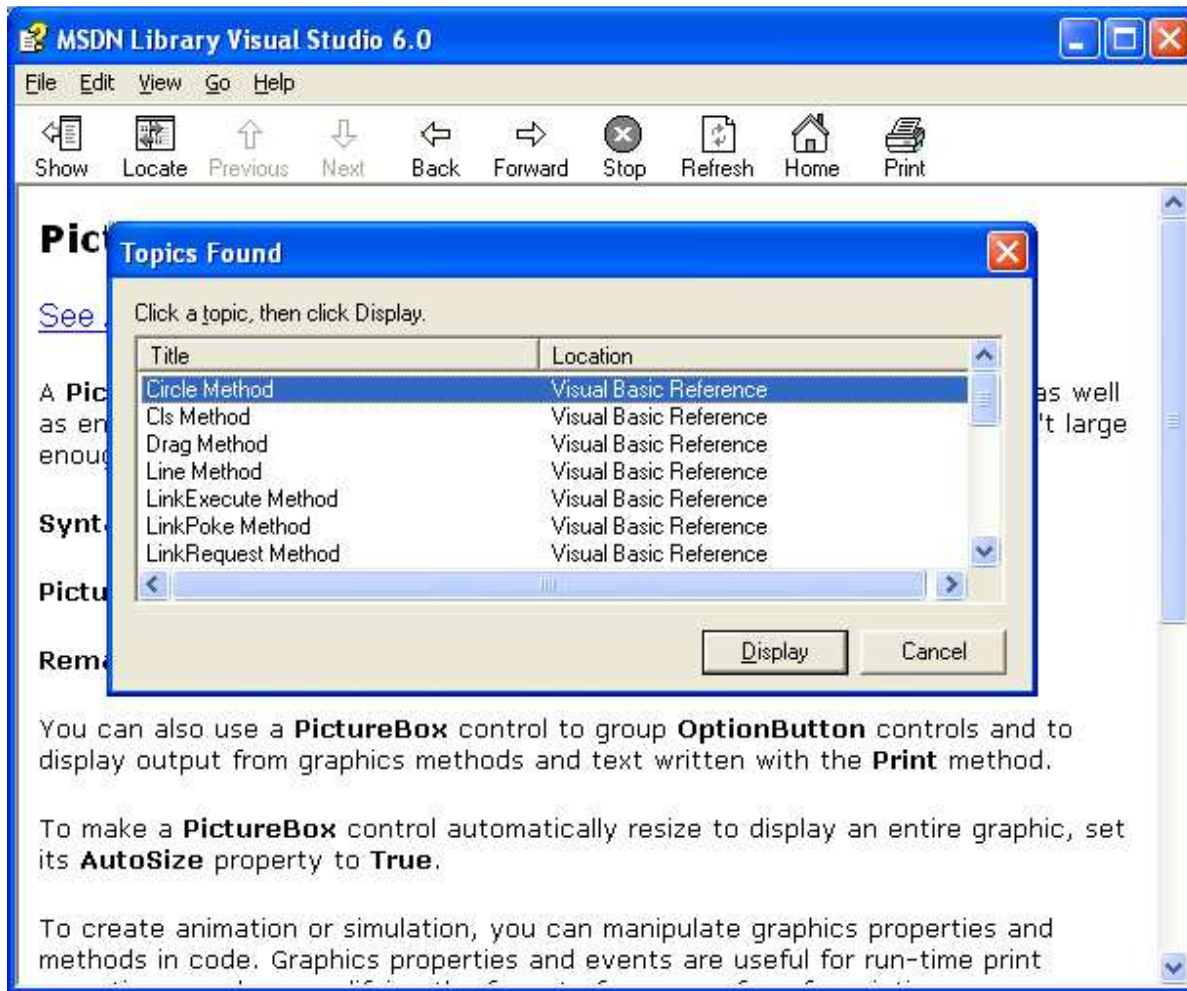 MSDN Library Visual Studio 6.0
File Edit View Go Help
Show Locate Previous Next Back Forward Stop Refresh Home Print
Topics Found
See
Click a topic, then click Display.
Title Location
Circle Method Visual Basic Reference
Cls Method Visual Basic Reference
Drag Method Visual Basic Reference
Line Method Visual Basic Reference
LinkExecute Method Visual Basic Reference
LinkPoke Method Visual Basic Reference
LinkRequest Method Visual Basic Reference
A Pic as well
as en 't large
enoug
Synta
Pictu
Display Cancel
Rema
You can also use a PictureBox control to group OptionButton controls and to
display output from graphics methods and text written with the Print method.
To make a PictureBox control automatically resize to display an entire graphic, set
its AutoSize property to True.
To create animation or simulation, you can manipulate graphics properties and
methods in code. Graphics properties and events are useful for run-time print